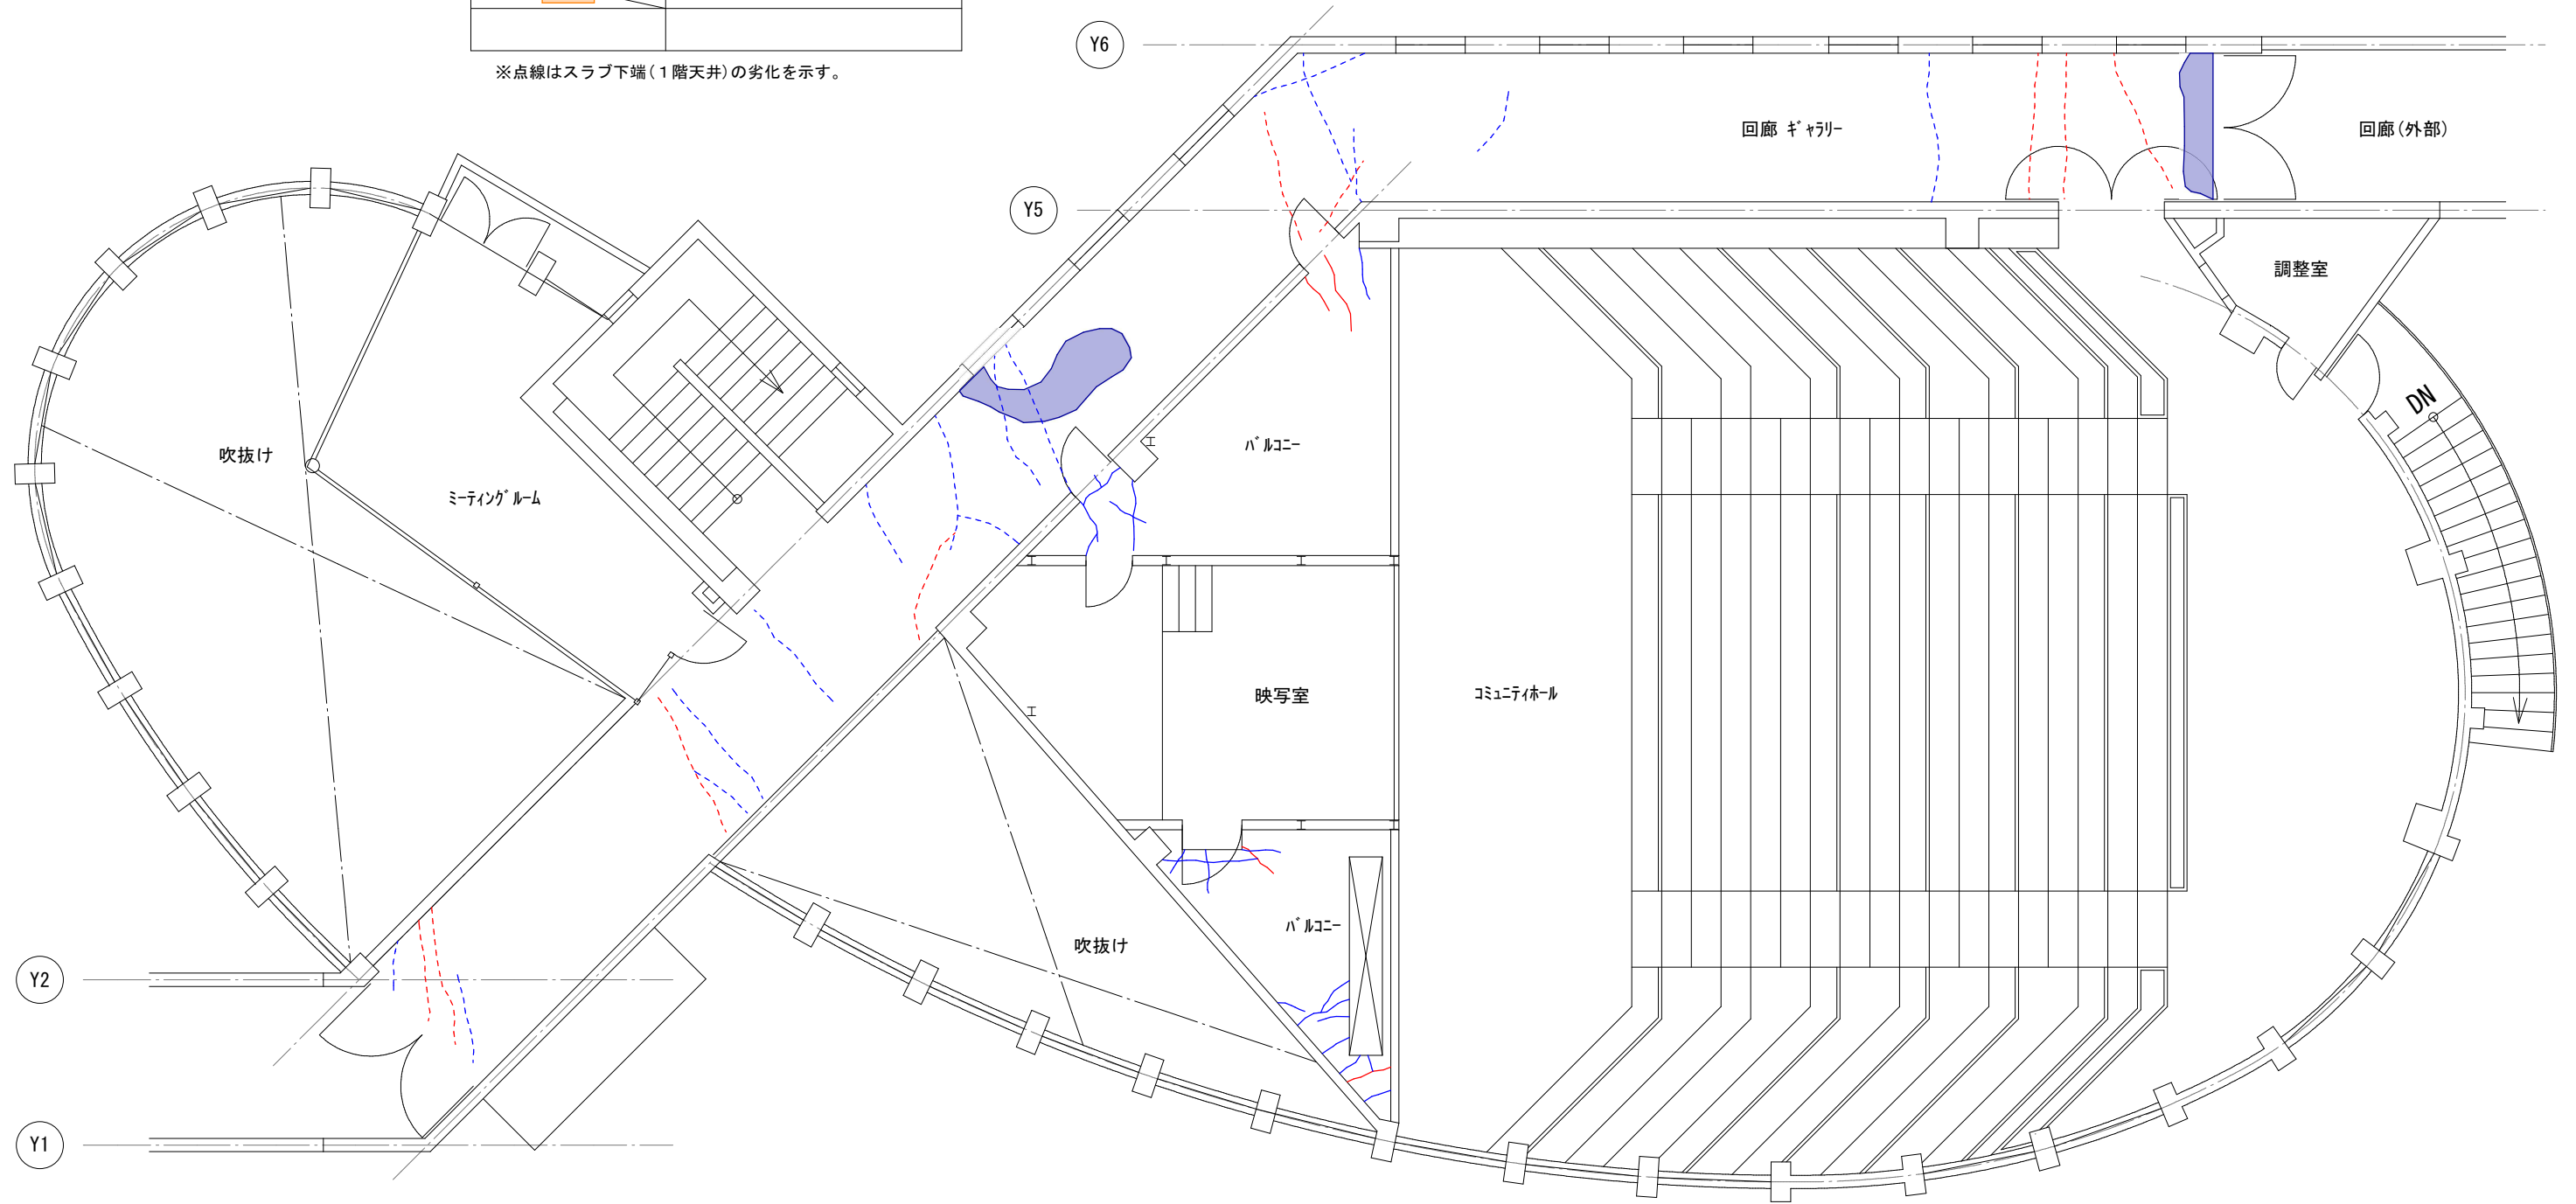 ※点線はスラブ下端(1階天井)の劣化を示す。
Y6
回廊 ｷﾞｬﾗﾘｰ
回廊(外部)
Y5
調整室
DN
ﾊﾞﾙｺﾆｰ
吹抜け
ﾐｰﾃｨﾝｸﾞﾙｰﾑ
映写室
ｺﾐｭﾆﾃｨﾎｰﾙ
ﾊﾞﾙｺﾆｰ
吹抜け
Y2
Y1